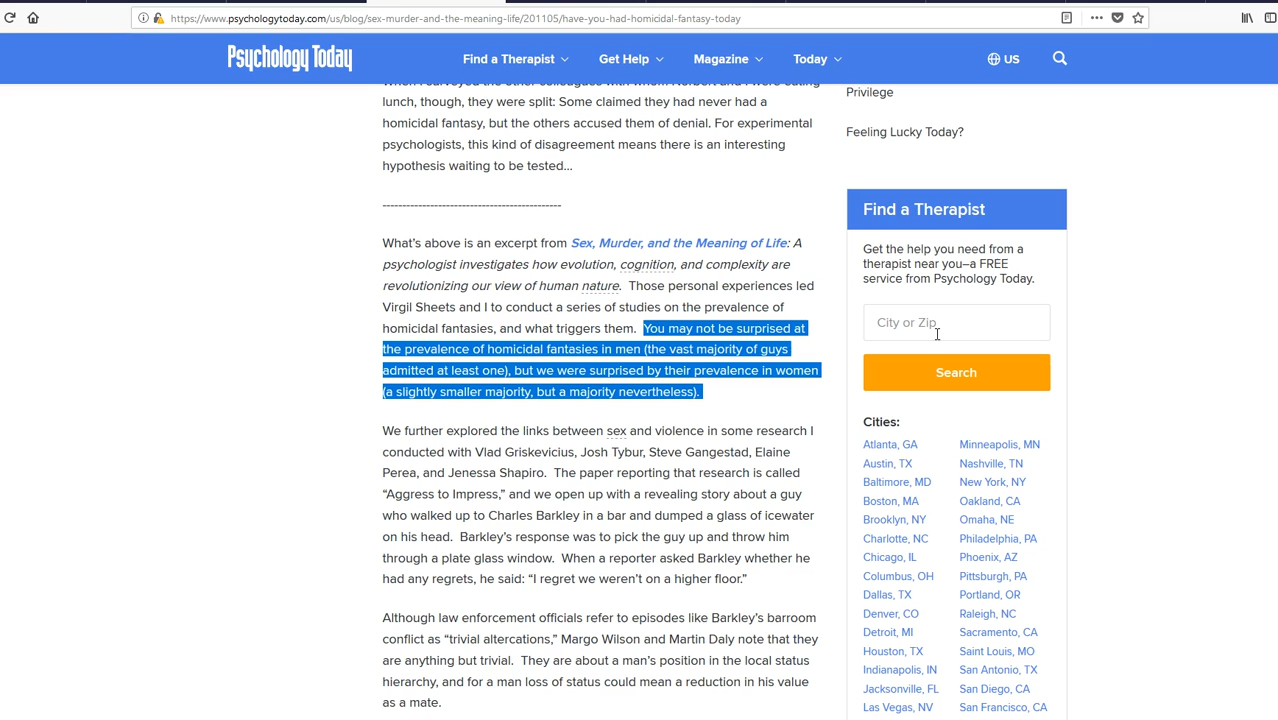 https://www.psychologytoday.com/us/blog/sex-murder-and-the-meaning-life/201105/have-you-had-homicidal-fantasy-today
Psychology Today
Find a Therapist
Get Help
Magazine
Today
US
lunch, though, they were split: Some claimed they had never had a
homicidal fantasy, but the others accused them of denial. For experimental
psychologists, this kind of disagreement means there is an interesting
hypothesis waiting to be tested...
---------------------------------------------
What's above is an excerpt from Sex, Murder, and the Meaning of Life: A
psychologist investigates how evolution, cognition, and complexity are
revolutionizing our view of human nature. Those personal experiences led
Virgil Sheets and I to conduct a series of studies on the prevalence of
homicidal fantasies, and what triggers them. You may not be surprised at
the prevalence of homicidal fantasies in men (the vast majority of guys
admitted at least one), but we were surprised by their prevalence in women
(a slightly smaller majority, but a majority nevertheless).
We further explored the links between sex and violence in some research I
conducted with Vlad Griskevicius, Josh Tybur, Steve Gangestad, Elaine
Perea, and Jenessa Shapiro. The paper reporting that research is called
“Aggress to Impress,” and we open up with a revealing story about a guy
who walked up to Charles Barkley in a bar and dumped a glass of icewater
on his head. Barkley’s response was to pick the guy up and throw him
through a plate glass window. When a reporter asked Barkley whether he
had any regrets, he said: “I regret we weren’t on a higher floor.”
Although law enforcement officials refer to episodes like Barkley’s barroom
conflict as “trivial altercations,” Margo Wilson and Martin Daly note that they
are anything but trivial. They are about a man’s position in the local status
hierarchy, and for a man loss of status could mean a reduction in his value
as a mate.
Privilege
Feeling Lucky Today?
Find a Therapist
Get the help you need from a
therapist near you–a FREE
service from Psychology Today.
City or Zip
Search
Cities:
Atlanta, GA
Austin, TX
Baltimore, MD
Boston, MA
Brooklyn, NY
Charlotte, NC
Chicago, IL
Columbus, OH
Dallas, TX
Denver, CO
Detroit, MI
Houston, TX
Indianapolis, IN
Jacksonville, FL
Las Vegas, NV
Minneapolis, MN
Nashville, TN
New York, NY
Oakland, CA
Omaha, NE
Philadelphia, PA
Phoenix, AZ
Pittsburgh, PA
Portland, OR
Raleigh, NC
Sacramento, CA
Saint Louis, MO
San Antonio, TX
San Diego, CA
San Francisco, CA